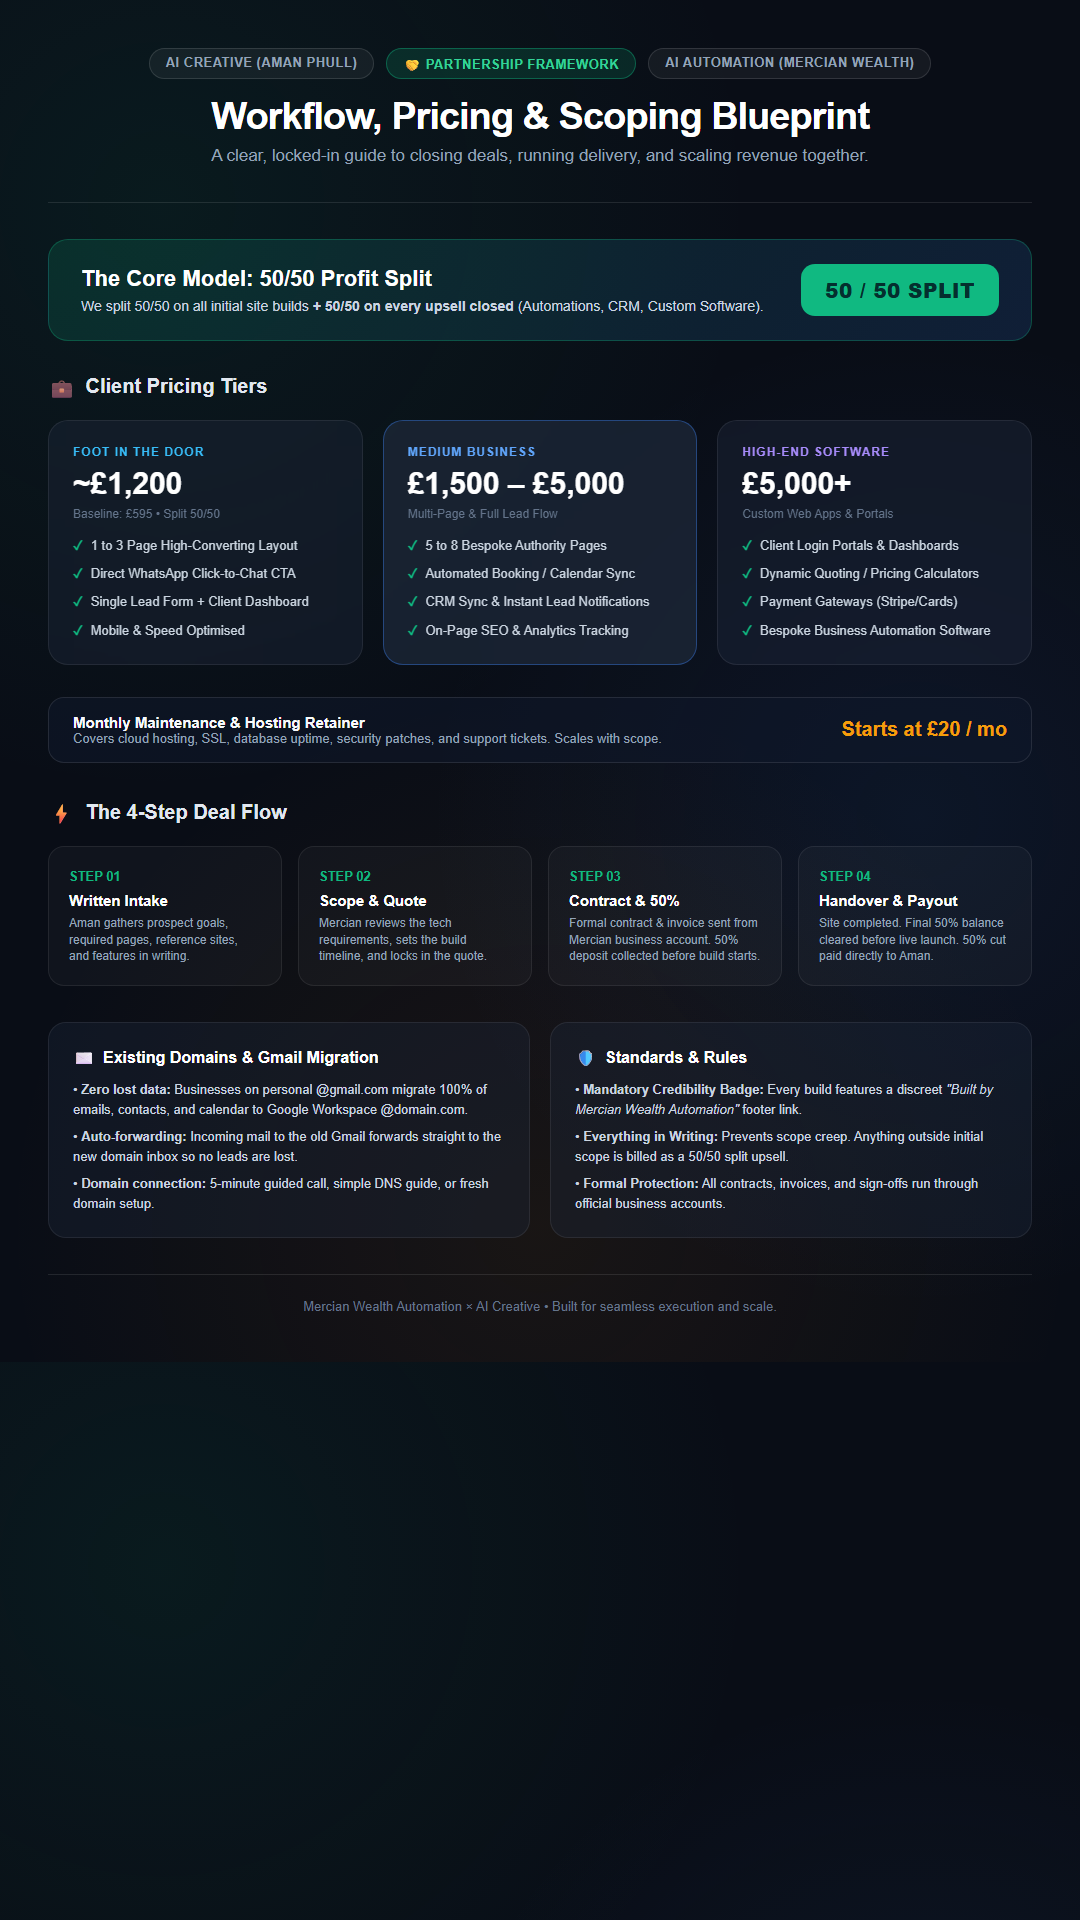 AI CREATIVE (AMAN PHULL)
🤝 PARTNERSHIP FRAMEWORK
AI AUTOMATION (MERCIAN WEALTH)
Workflow, Pricing & Scoping Blueprint
A clear, locked-in guide to closing deals, running delivery, and scaling revenue together.
The Core Model: 50/50 Profit Split
We split 50/50 on all initial site builds + 50/50 on every upsell closed (Automations, CRM, Custom Software).
50 / 50 SPLIT
💼 Client Pricing Tiers
FOOT IN THE DOOR
~£1,200
Baseline: £595 • Split 50/50
✓ 1 to 3 Page High-Converting Layout
✓ Direct WhatsApp Click-to-Chat CTA
✓ Single Lead Form + Client Dashboard
✓ Mobile & Speed Optimised
MEDIUM BUSINESS
£1,500 – £5,000
Multi-Page & Full Lead Flow
✓ 5 to 8 Bespoke Authority Pages
✓ Automated Booking / Calendar Sync
✓ CRM Sync & Instant Lead Notifications
✓ On-Page SEO & Analytics Tracking
HIGH-END SOFTWARE
£5,000+
Custom Web Apps & Portals
✓ Client Login Portals & Dashboards
✓ Dynamic Quoting / Pricing Calculators
✓ Payment Gateways (Stripe/Cards)
✓ Bespoke Business Automation Software
Monthly Maintenance & Hosting Retainer
Covers cloud hosting, SSL, database uptime, security patches, and support tickets. Scales with scope.
Starts at £20 / mo
⚡ The 4-Step Deal Flow
STEP 01
Written Intake
Aman gathers prospect goals,
required pages, reference sites,
and features in writing.
STEP 02
Scope & Quote
Mercian reviews the tech
requirements, sets the build
timeline, and locks in the quote.
STEP 03
Contract & 50%
Formal contract & invoice sent from
Mercian business account. 50%
deposit collected before build starts.
STEP 04
Handover & Payout
Site completed. Final 50% balance
cleared before live launch. 50% cut
paid directly to Aman.
Existing Domains & Gmail Migration
• Zero lost data: Businesses on personal @gmail.com migrate 100% of
emails, contacts, and calendar to Google Workspace @domain.com.
• Auto-forwarding: Incoming mail to the old Gmail forwards straight to the
new domain inbox so no leads are lost.
• Domain connection: 5-minute guided call, simple DNS guide, or fresh
domain setup.
🛡️ Standards & Rules
• Mandatory Credibility Badge: Every build features a discreet "Built by
Mercian Wealth Automation" footer link.
• Everything in Writing: Prevents scope creep. Anything outside initial
scope is billed as a 50/50 split upsell.
• Formal Protection: All contracts, invoices, and sign-offs run through
official business accounts.
Mercian Wealth Automation × AI Creative • Built for seamless execution and scale.